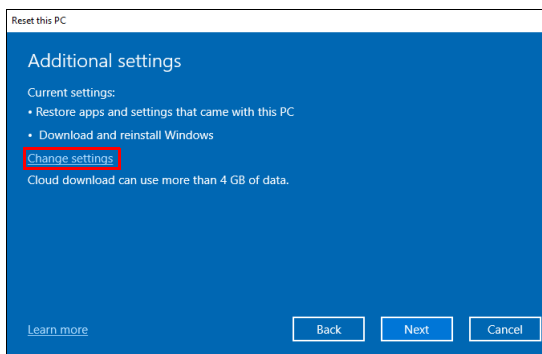 Reset this PC
Additional settings
Current settings:
• Restore apps and settings that came with this PC
• Download and reinstall Windows
Change settings
Cloud download can use more than 4 GB of data.
Learn more
Back
Next
Cancel